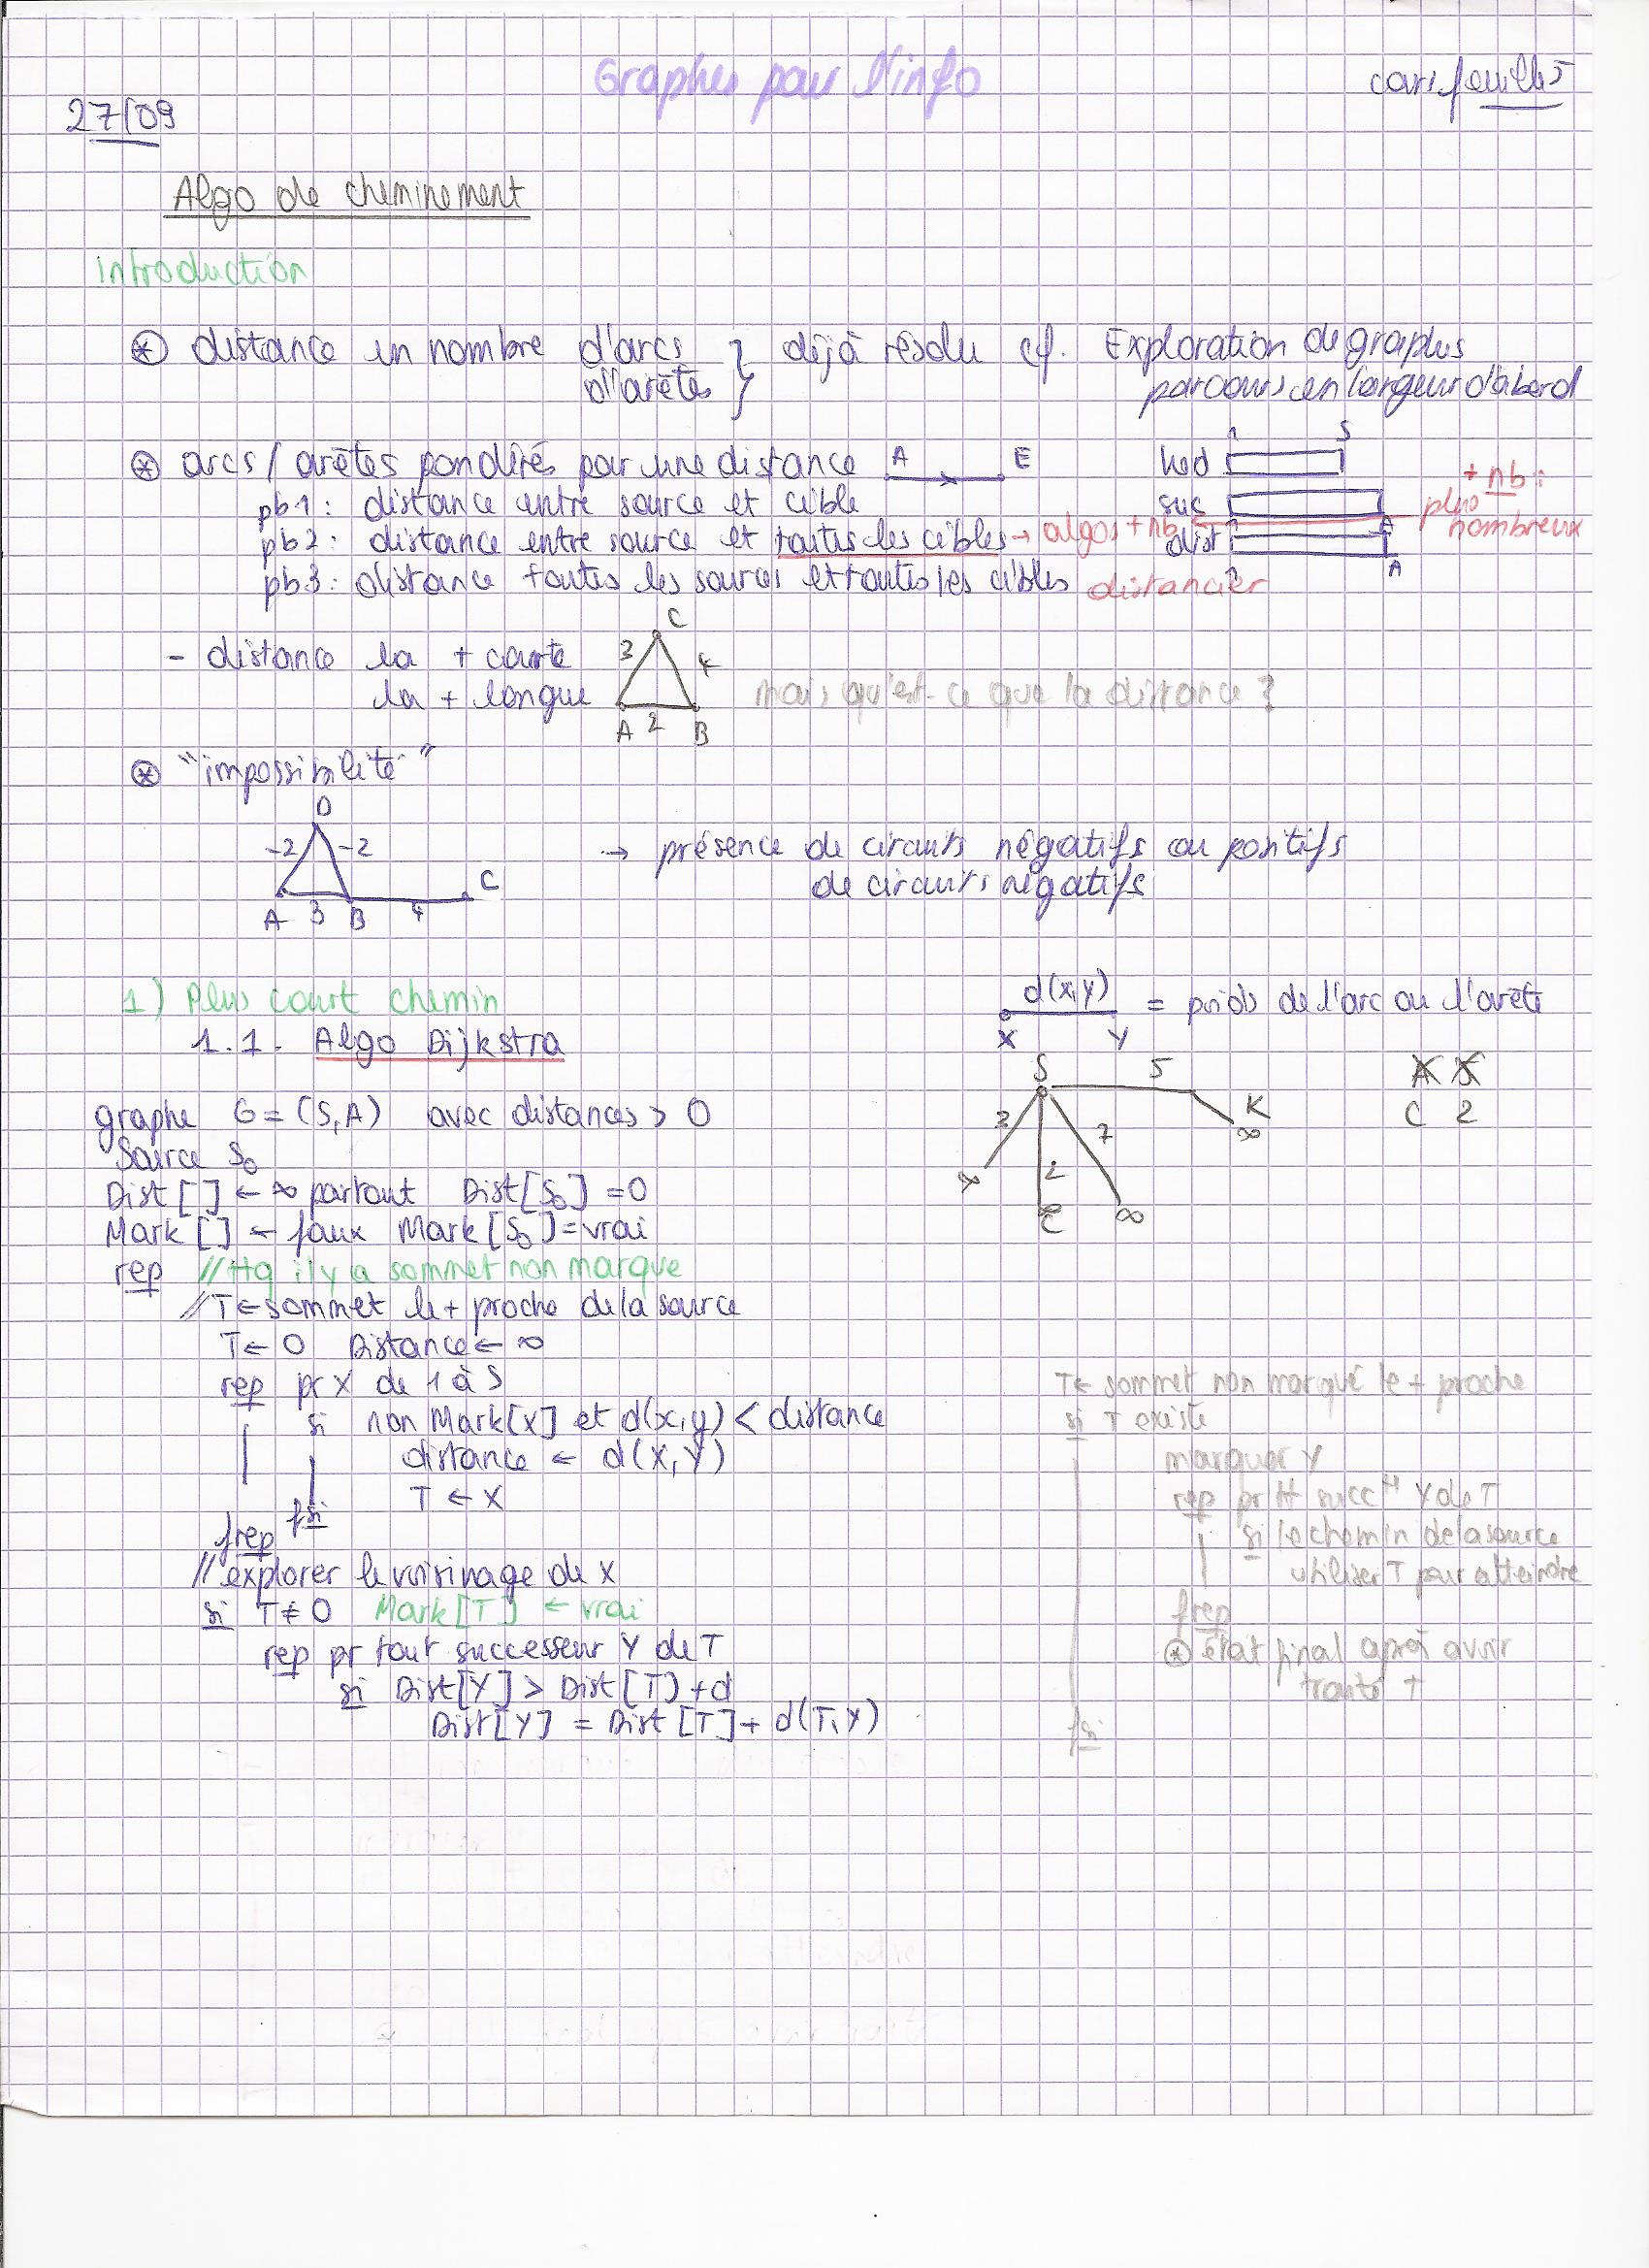 Graphes pour l'info
27/09
Algo de cheminement
introduction
⊛ distance en nombre d'arcs } déjà résolu cf. Exploration de graphes
d'arêtes } parcours en largeur d'abord
⊛ arcs / arêtes pondérés par une distance A E
pb1: distance entre source et cible
pb2: distance entre source et toutes les cibles → algos + nb
pb3: distance toutes les sources et toutes les cibles distancier
1 S
suc
A
dist
1 A
+ nb :
plus nombreux
- distance la + courte
la + longue
C
3 4
A 2 B
mais qu'est-ce que la distance ?
⊛ "impossibilité"
D
-2 -2
A 3 B 4 C
→ présence de circuits négatifs ou positifs
de circuits négatifs
1) Plus court chemin
1.1. Algo Dijkstra
d(x,y) = poids de l'arc ou l'arête
X Y
S 5
3 2 7 K
∞
C ∞
A 5
C 2
graphe G = (S,A) avec distances > 0
Source S0
Dist[] ← ∞ partout Dist[S0] = 0
Mark[] ← faux Mark[S0] = vrai
rep // tq il y a sommet non marqué
// T ← sommet le + proche de la source
T ← 0 Distance ← ∞
rep pr X de 1 à S
si non Mark[x] et d(x,y) < distance
distance ← d(X,Y)
T ← X
fsi
frep
// explorer le voisinage de X
si T ≠ 0 Mark[T] ← vrai
rep pr tout successeur Y de T
si Dist[Y] > Dist[T] + d
Dist[Y] = Dist[T] + d(T,Y)
T ← sommet non marqué le + proche
si T existe
marquer Y
rep pr tt succ Y de T
si le chemin de la source
utiliser T pour atteindre
frep
⊛ état final après avoir
traité T
fsi